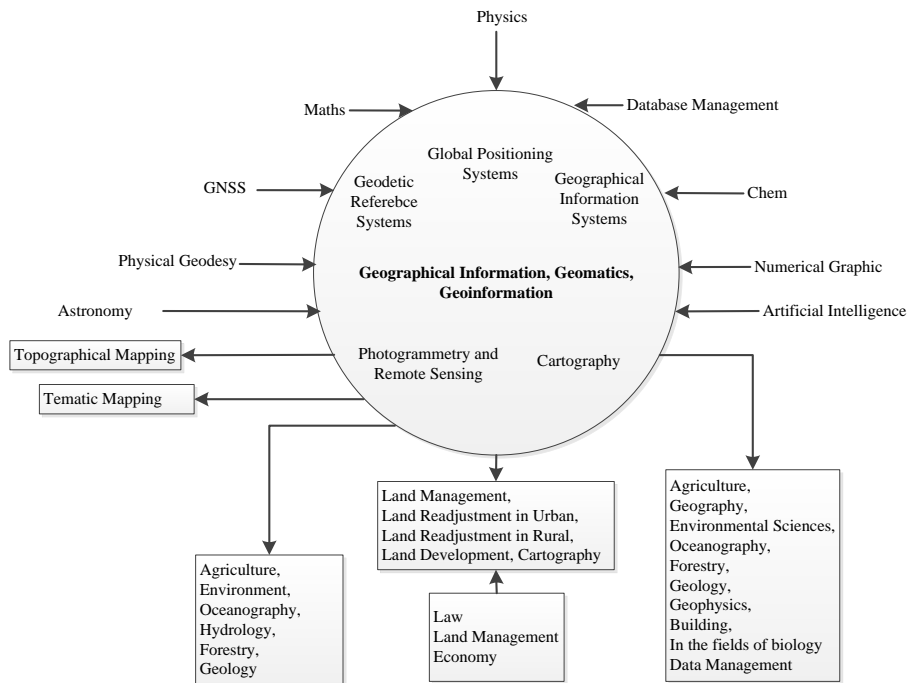 Physics
Maths
Database Management
Global Positioning
Systems
Geodetic
Referebce
Systems
Geographical
Information
Systems
GNSS
Chem
Physical Geodesy
Geographical Information, Geomatics,
Geoinformation
Numerical Graphic
Astronomy
Artificial Intelligence
Topographical Mapping
Photogrammetry and
Remote Sensing
Cartography
Tematic Mapping
Agriculture,
Environment,
Oceanography,
Hydrology,
Forestry,
Geology
Land Management,
Land Readjustment in Urban,
Land Readjustment in Rural,
Land Development, Cartography
Law
Land Management
Economy
Agriculture,
Geography,
Environmental Sciences,
Oceanography,
Forestry,
Geology,
Geophysics,
Building,
In the fields of biology
Data Management